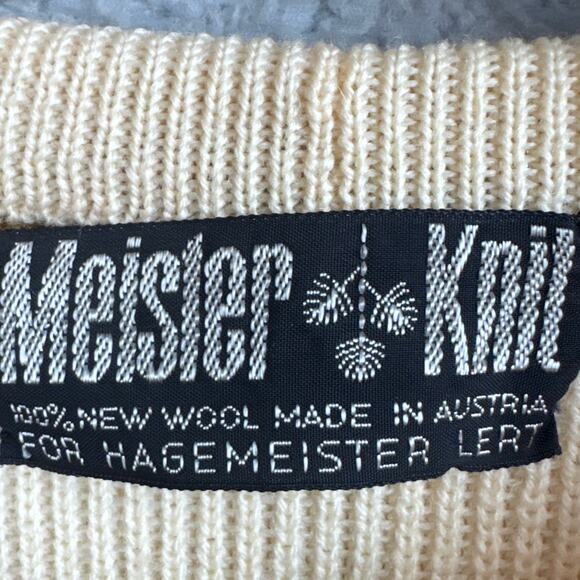 Meister Knit
100% NEW WOOL MADE IN AUSTRIA
FOR HAGEMEISTER LERT